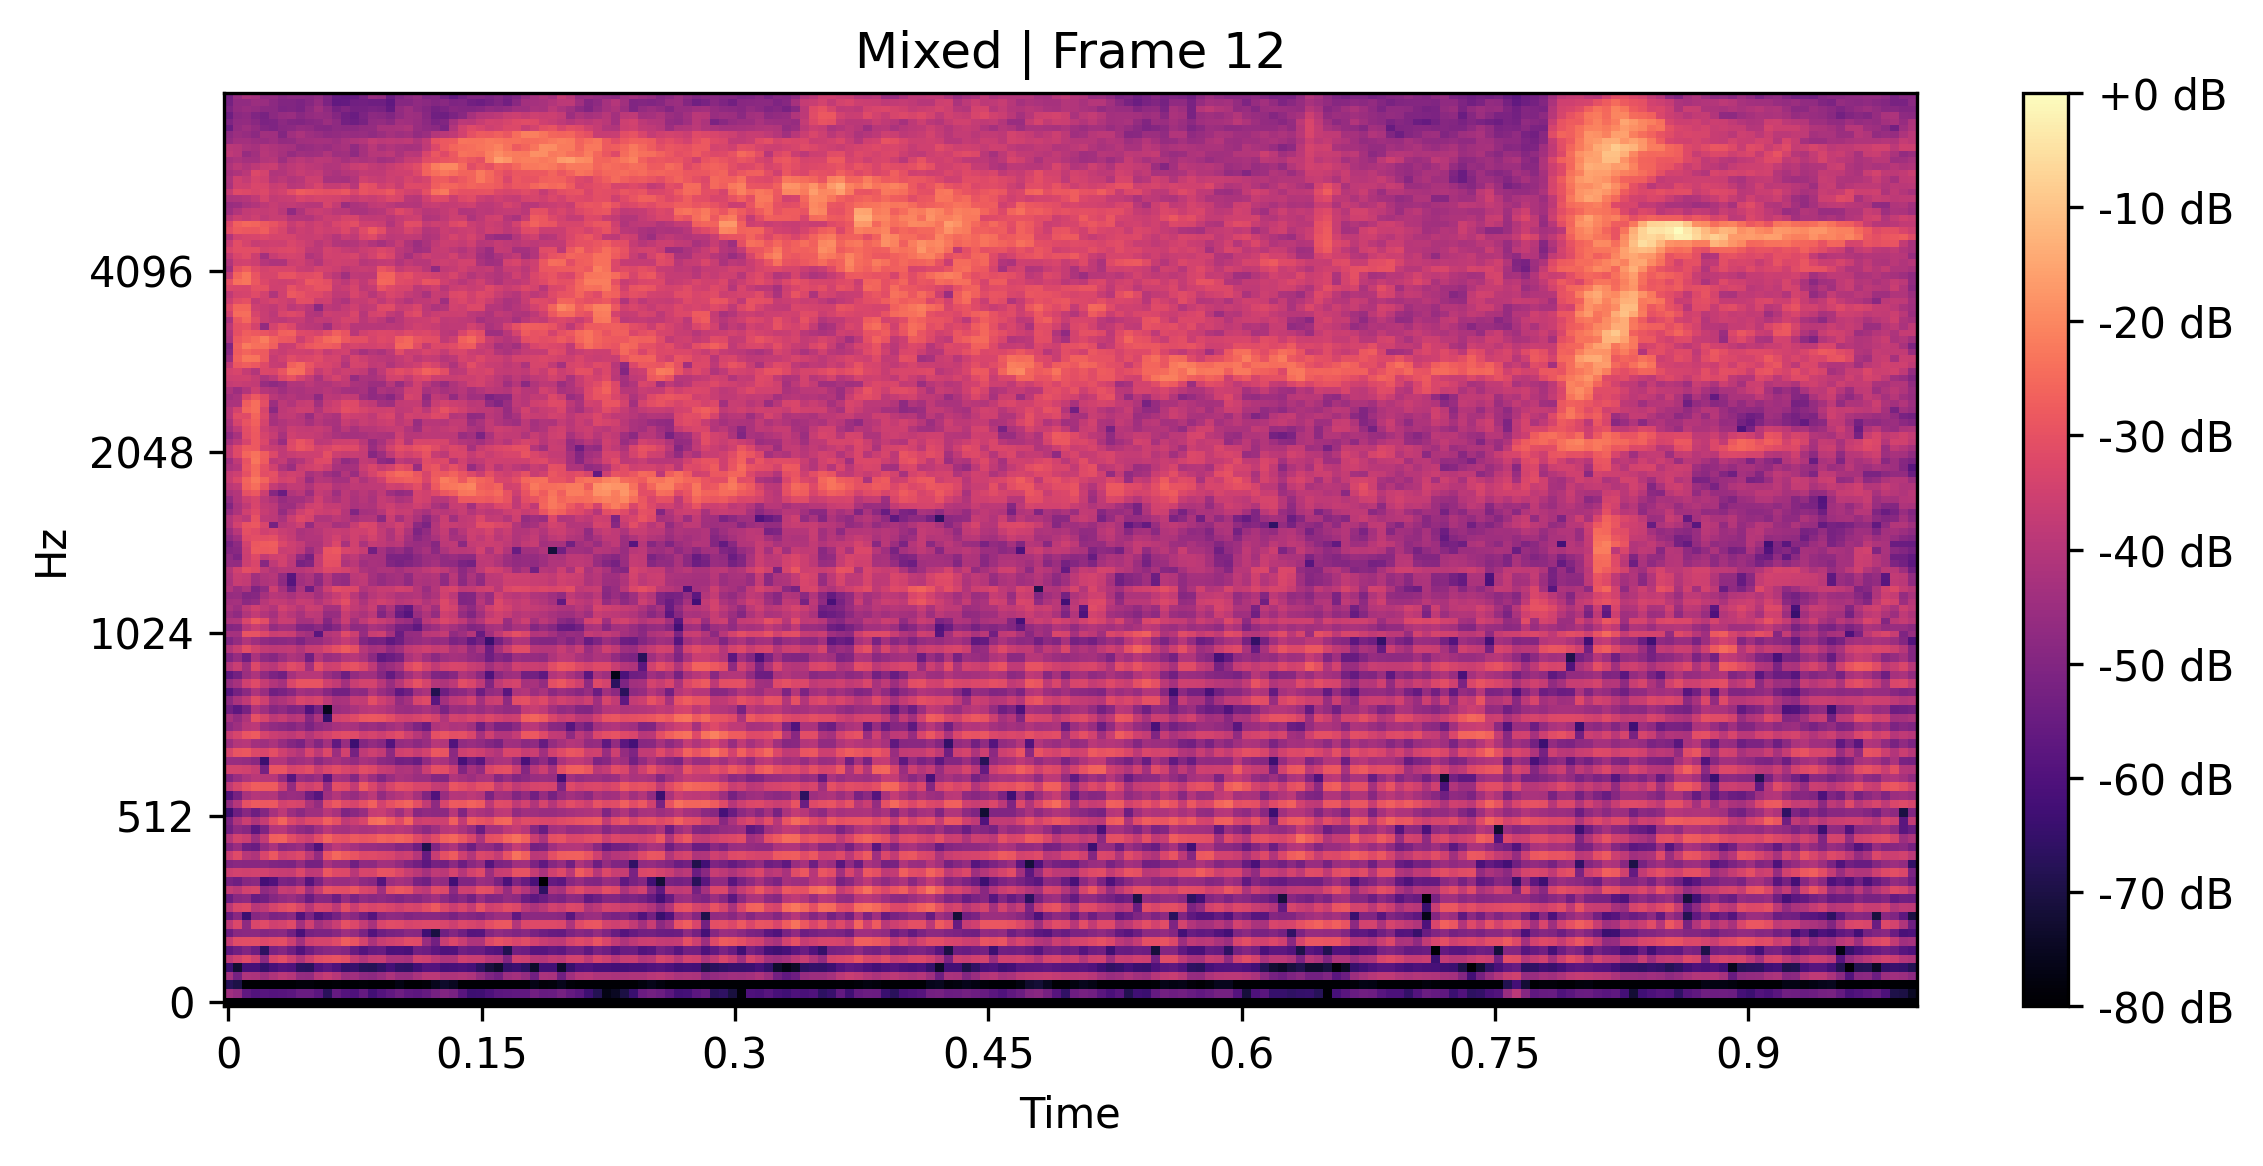 Mixed | Frame 12
Hz
4096
2048
1024
512
0
0 0.15 0.3 0.45 0.6 0.75 0.9
Time
+0 dB
-10 dB
-20 dB
-30 dB
-40 dB
-50 dB
-60 dB
-70 dB
-80 dB